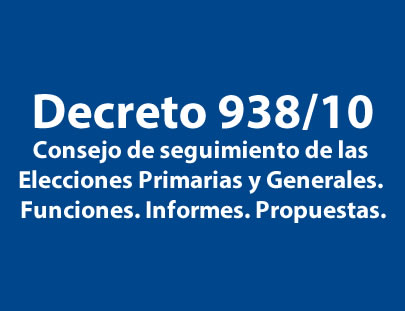 Decreto 938/10
Consejo de seguimiento de las
Elecciones Primarias y Generales.
Funciones. Informes. Propuestas.